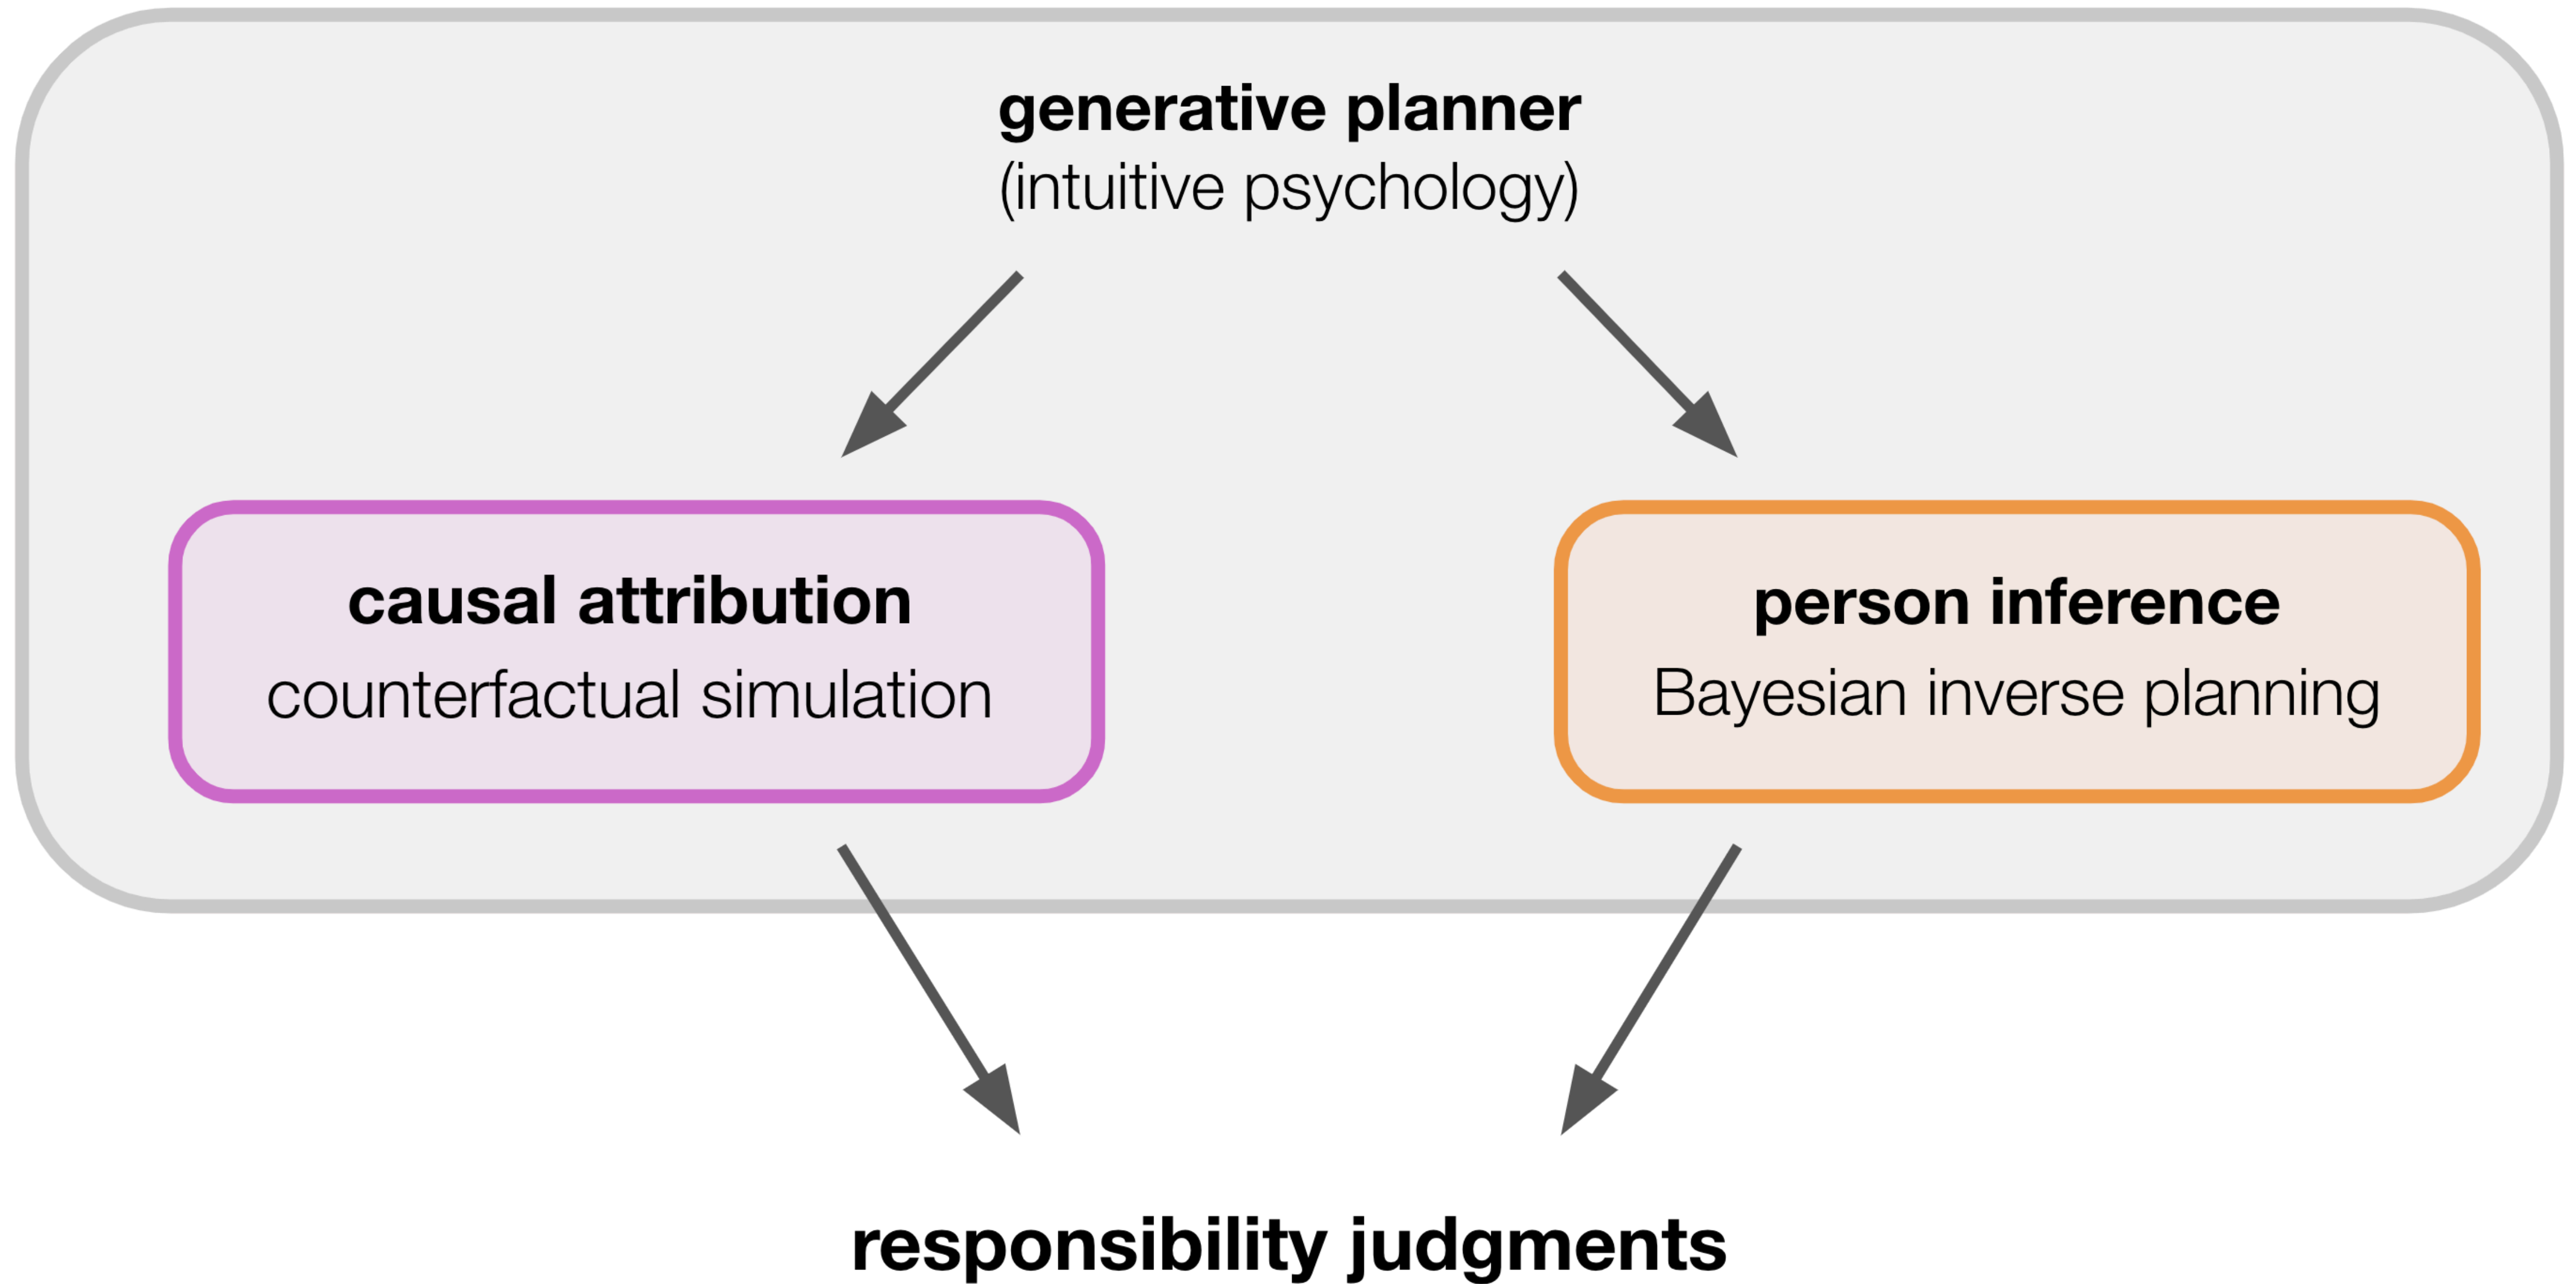 generative planner
(intuitive psychology)
causal attribution
counterfactual simulation
person inference
Bayesian inverse planning
responsibility judgments